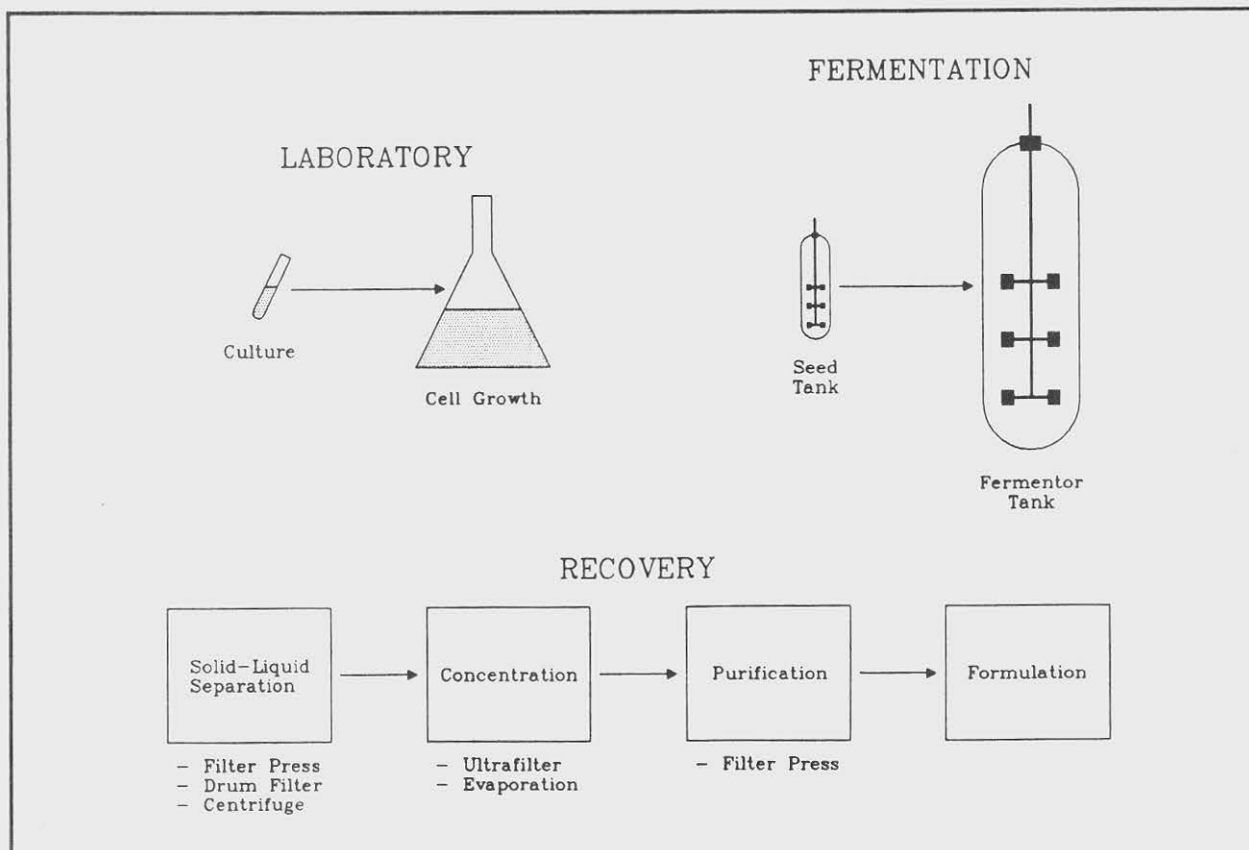 LABORATORY
Culture
Cell Growth
FERMENTATION
Seed
Tank
Fermentor
Tank
RECOVERY
Solid-Liquid
Separation
Concentration
Purification
Formulation
- Filter Press
- Drum Filter
- Centrifuge
- Ultrafilter
- Evaporation
- Filter Press